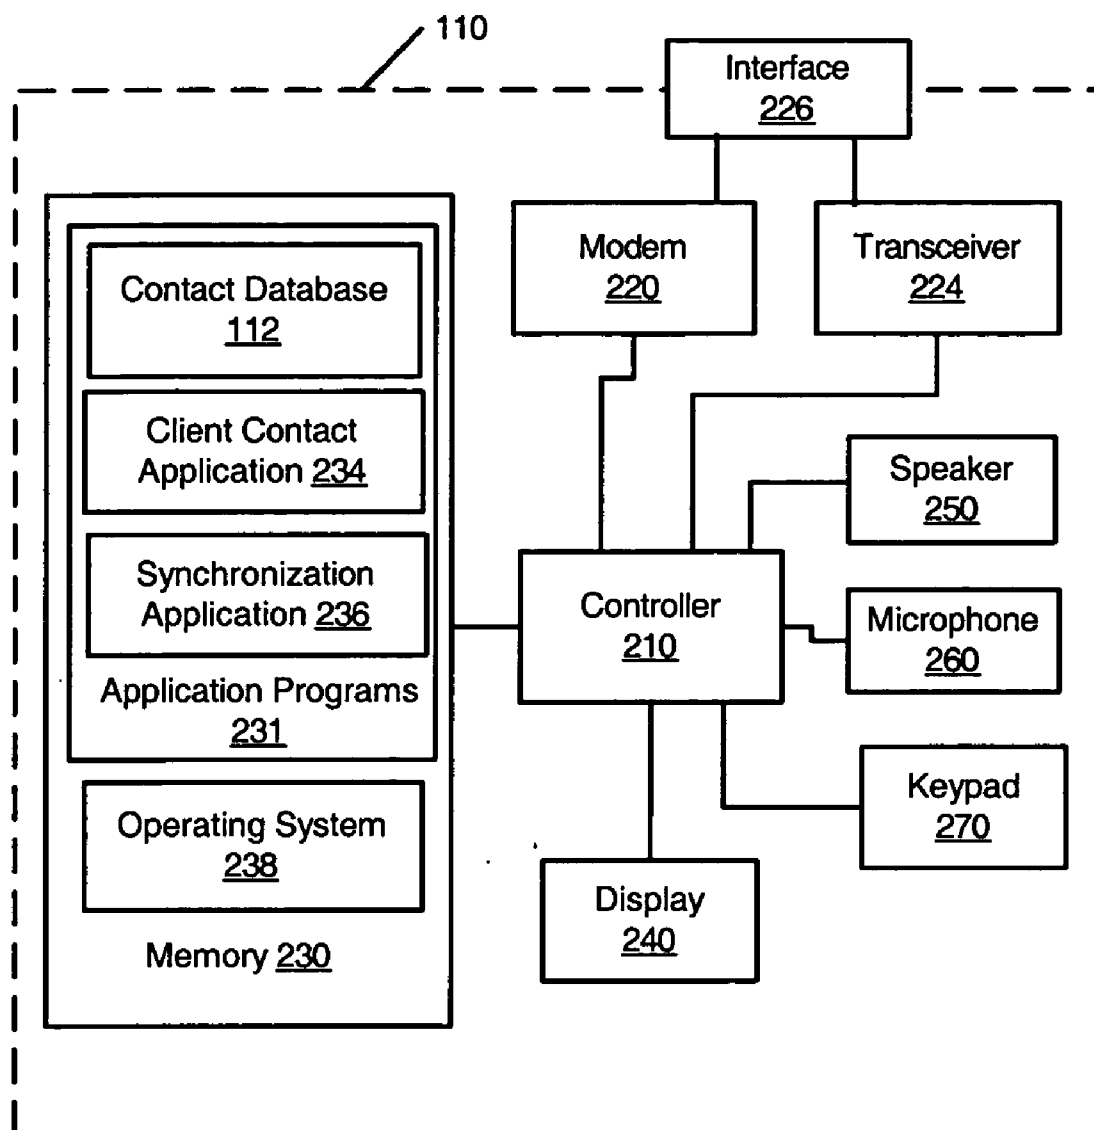 110
Interface
226
Modem
220
Transceiver
224
Contact Database
112
Client Contact
Application 234
Synchronization
Application 236
Application Programs
231
Operating System
238
Memory 230
Controller
210
Speaker
250
Microphone
260
Keypad
270
Display
240